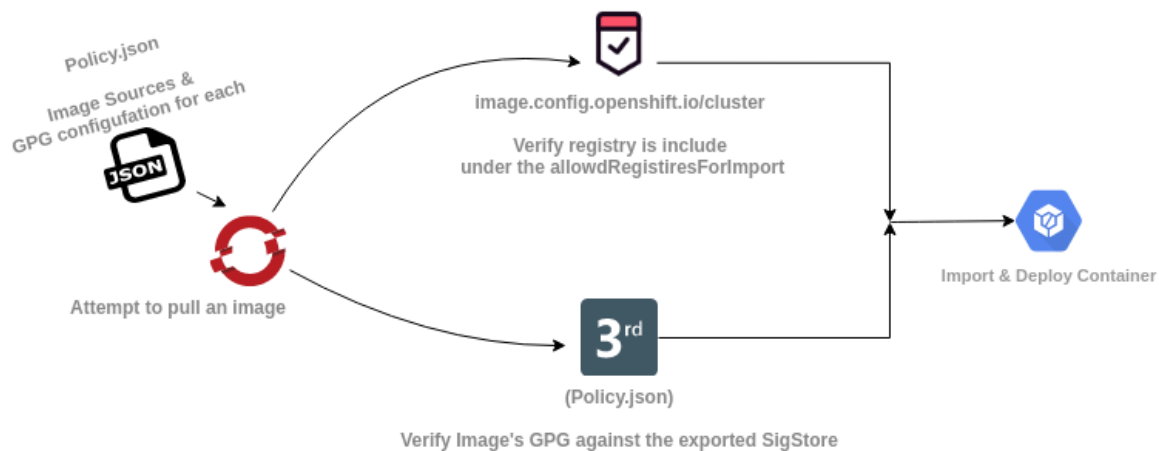 Policy.json
Image Sources &
GPG configufation for each
JSON
Attempt to pull an image
image.config.openshift.io/cluster
Verify registry is include
under the allowdRegistiresForImport
3rd
(Policy.json)
Verify Image's GPG against the exported SigStore
Import & Deploy Container